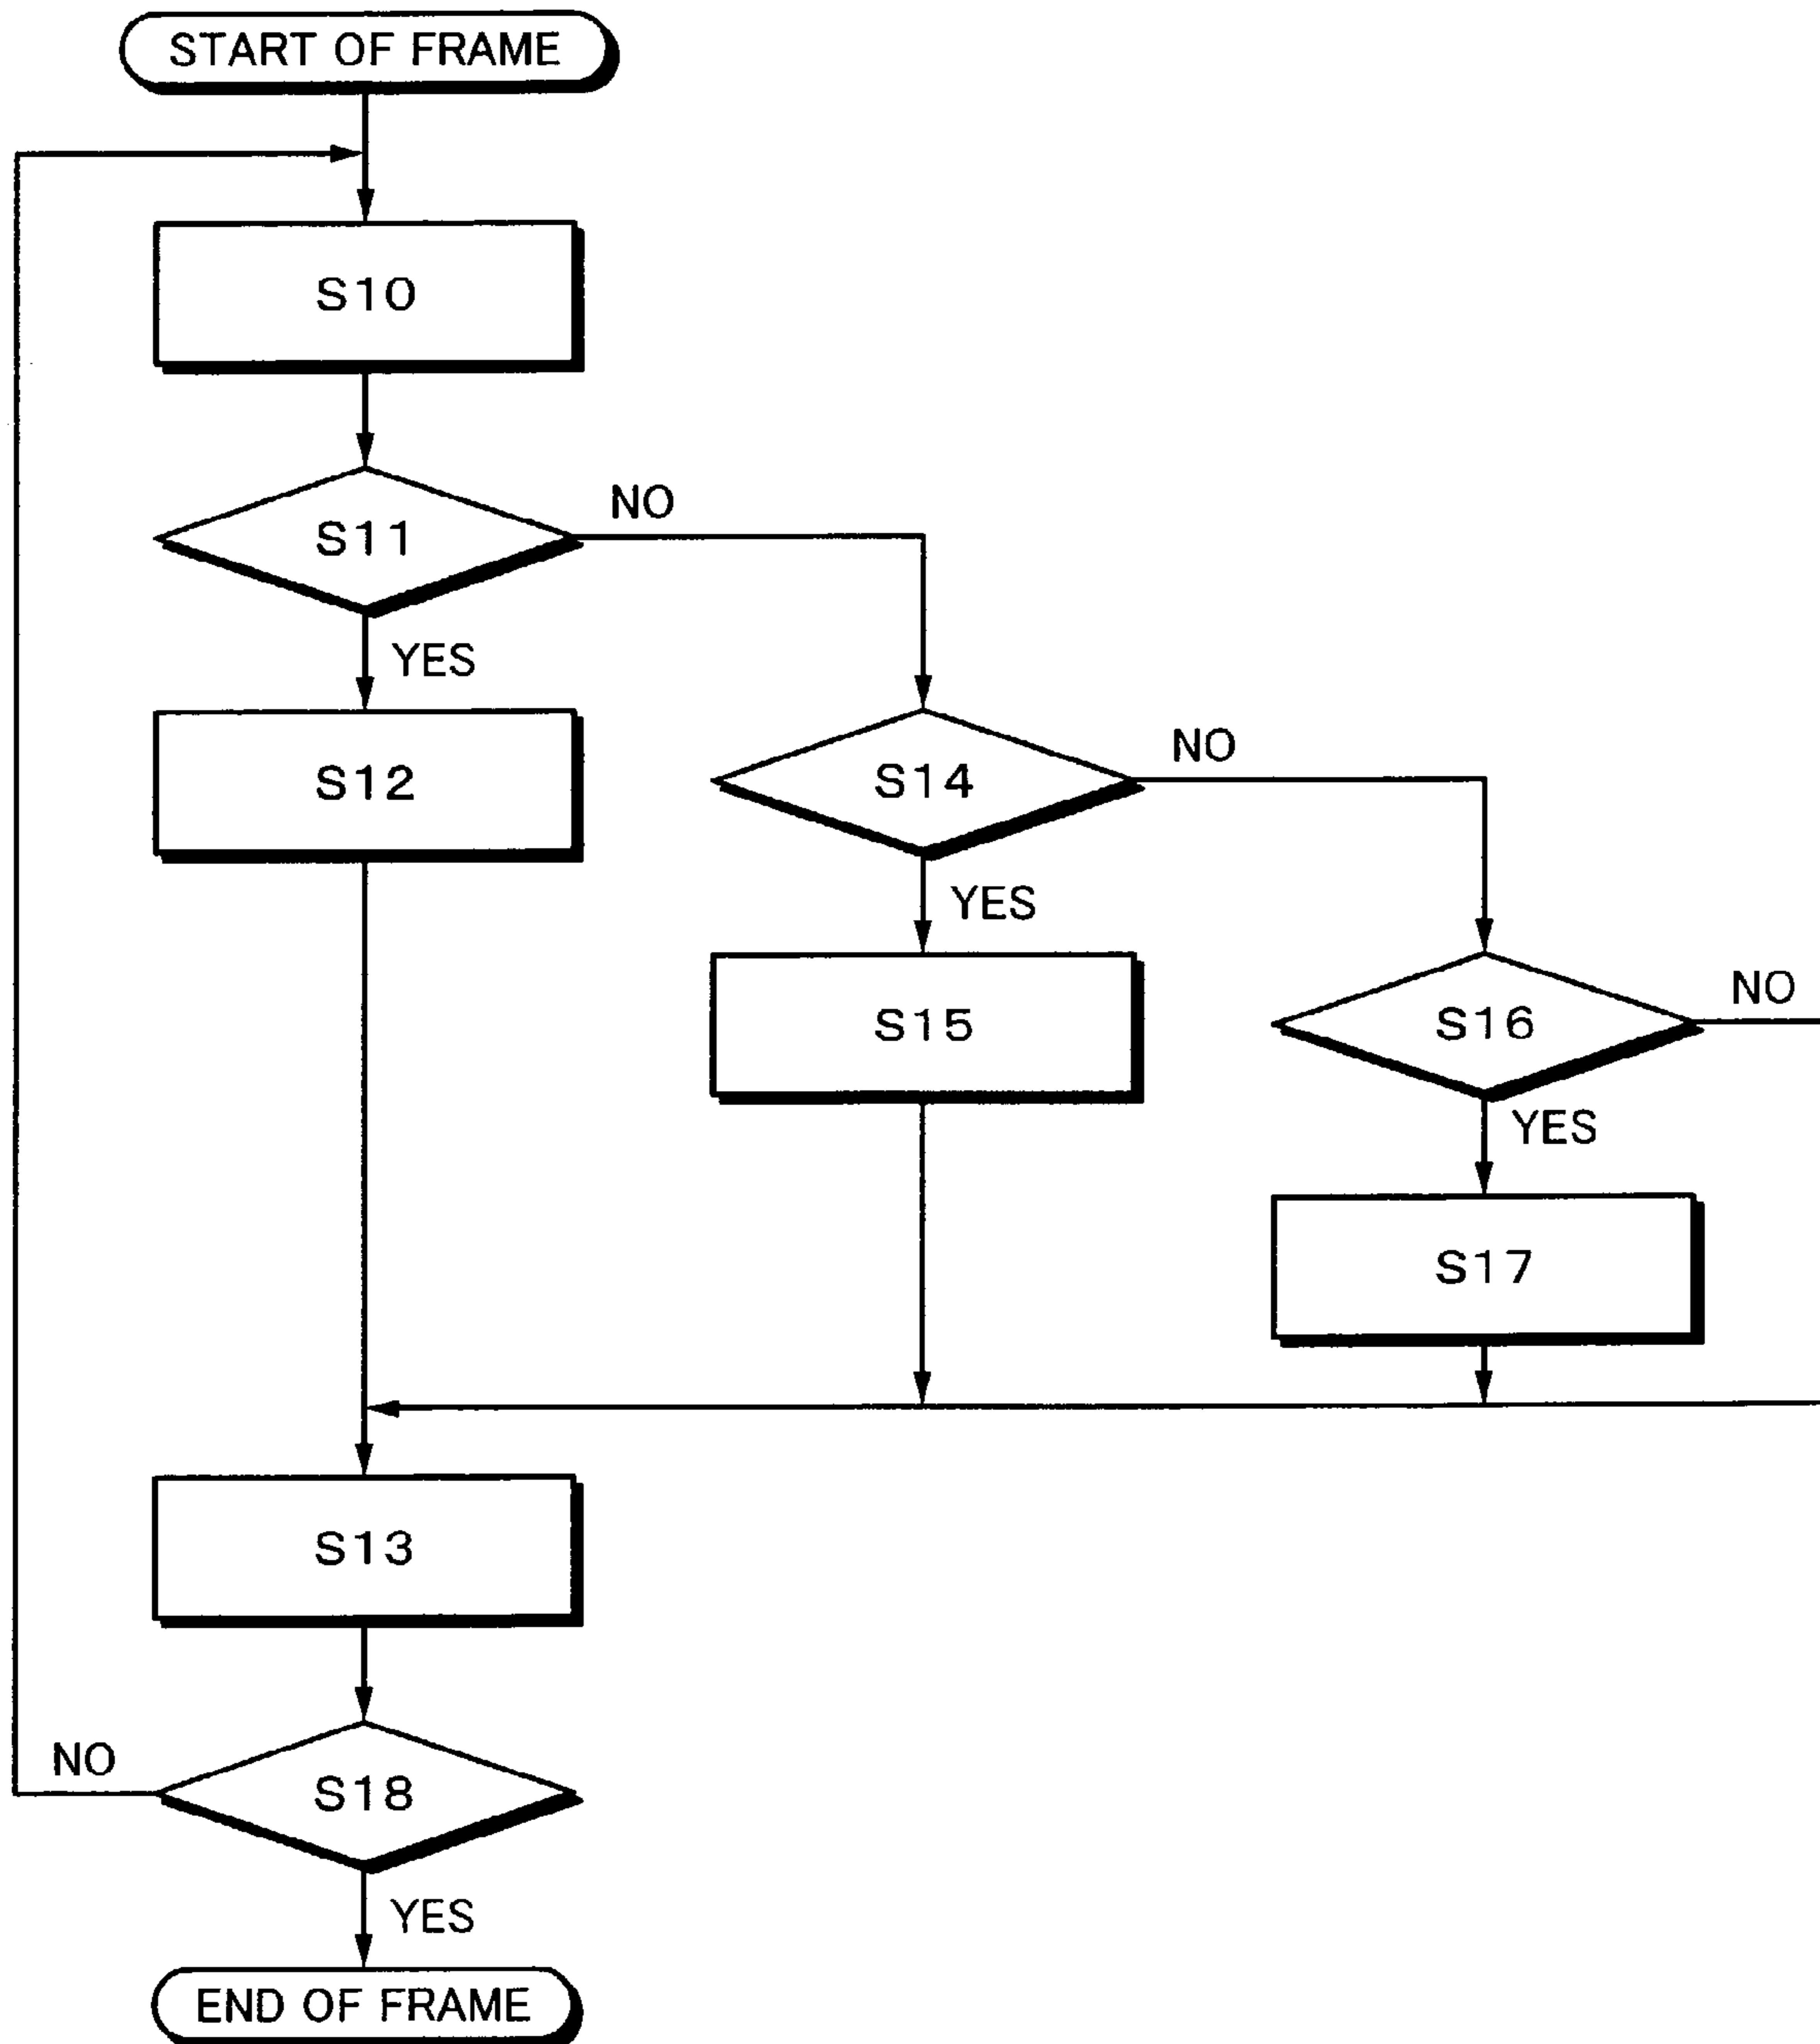 START OF FRAME
S10
S11
NO
YES
S12
S14
NO
YES
S15
S16
NO
YES
S17
S13
S18
NO
YES
END OF FRAME